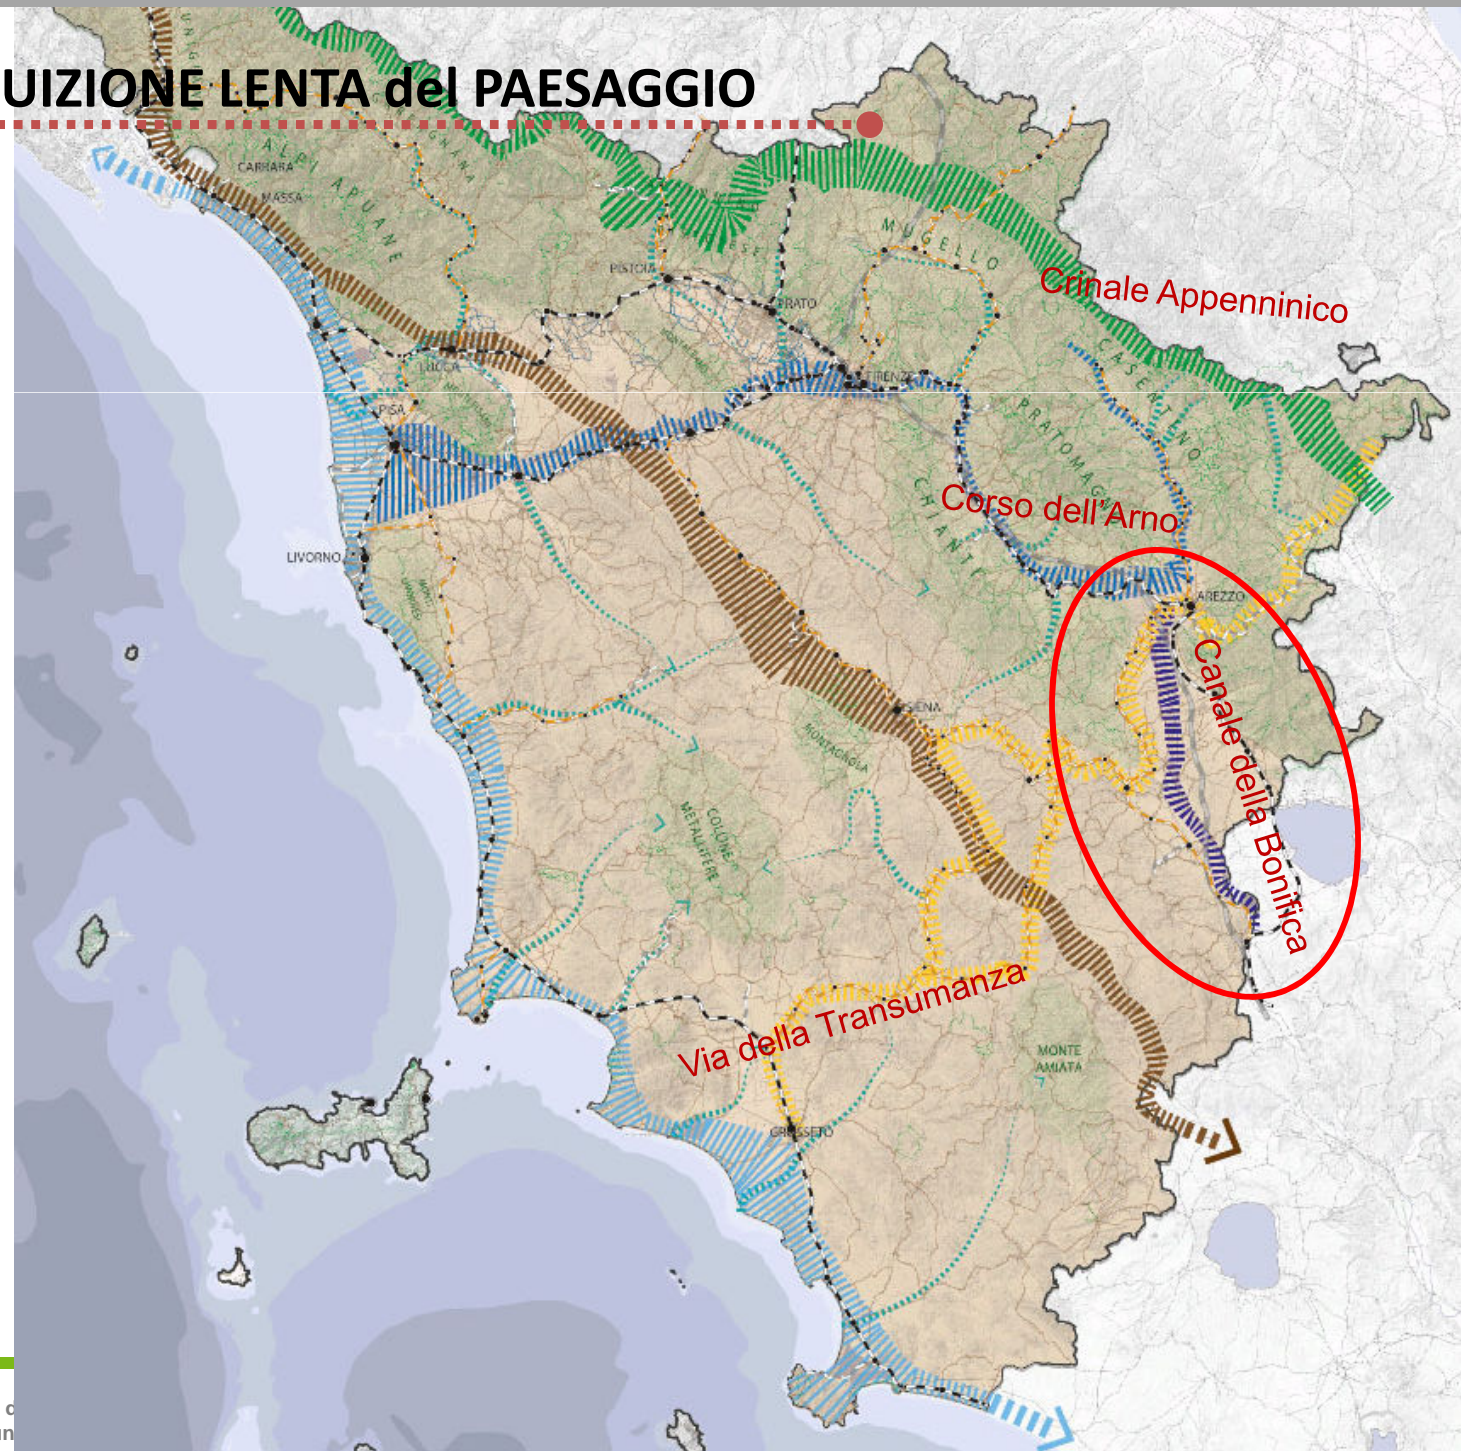 UIZIONE LENTA del PAESAGGIO
ALPI APUANE
CARRARA
MASSA
MUGELLO
PISTOIA
PRATO
Crinale Appenninico
LUCCA
FIRENZE
CASENTINO
PISA
PRATOMAGNO
Corso dell'Arno
CHIANTI
LIVORNO
AREZZO
Canale della Bonifica
SIENA
MONTAGNOLA
COLLINE
METALLIFERE
Via della Transumanza
MONTE
AMIATA
GROSSETO